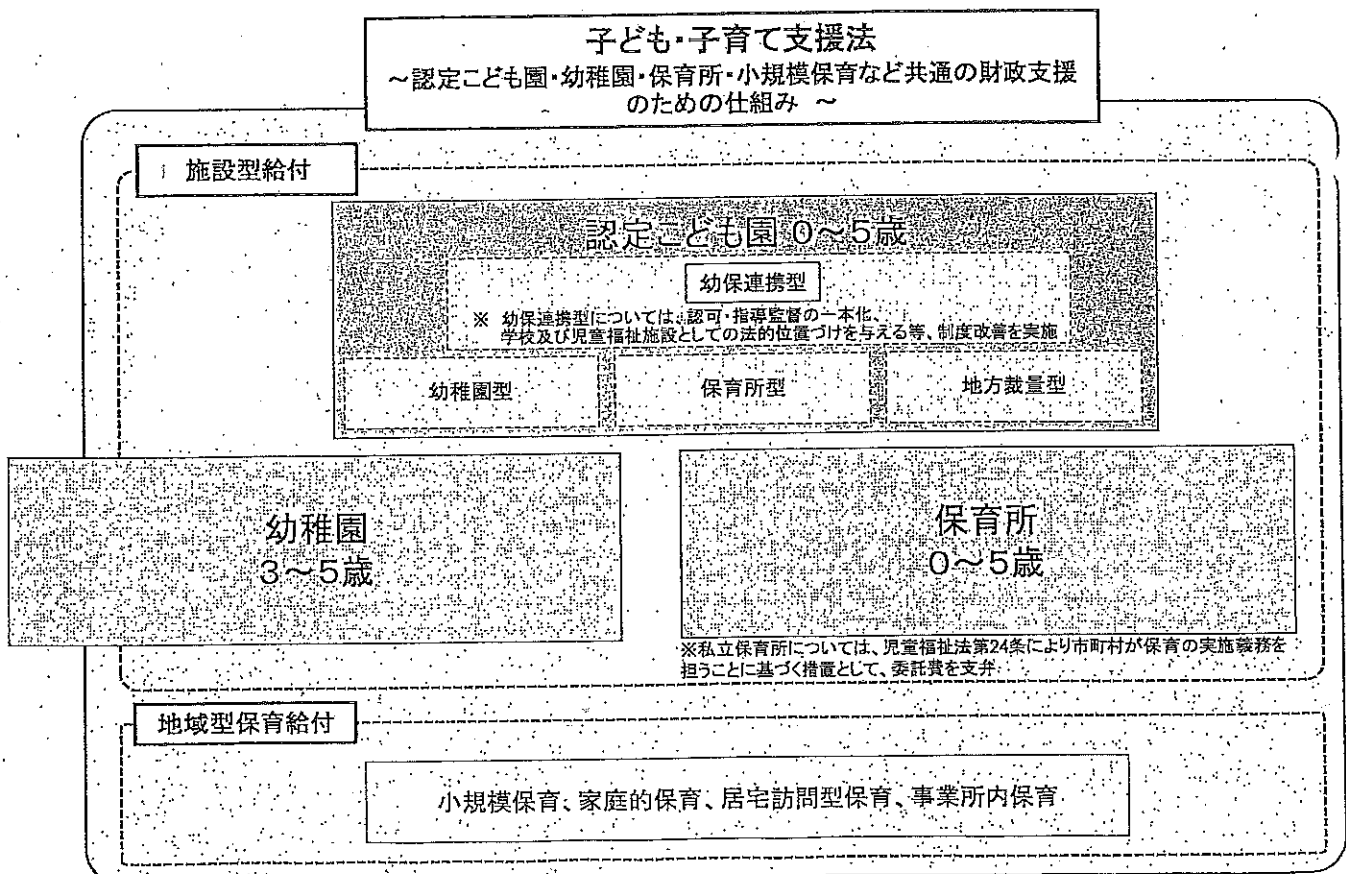 子ども・子育て支援法
～認定こども園・幼稚園・保育所・小規模保育など共通の財政支援
のための仕組み ～
施設型給付
認定こども園 0～5歳
幼保連携型
※ 幼保連携型については、認可・指導監督の一本化、
学校及び児童福祉施設としての法的位置づけを与える等、制度改善を実施
幼稚園型
保育所型
地方裁量型
幼稚園
3～5歳
保育所
0～5歳
※私立保育所については、児童福祉法第24条により市町村が保育の実施義務を
担うことに基づく措置として、委託費を支弁
地域型保育給付
小規模保育、家庭的保育、居宅訪問型保育、事業所内保育